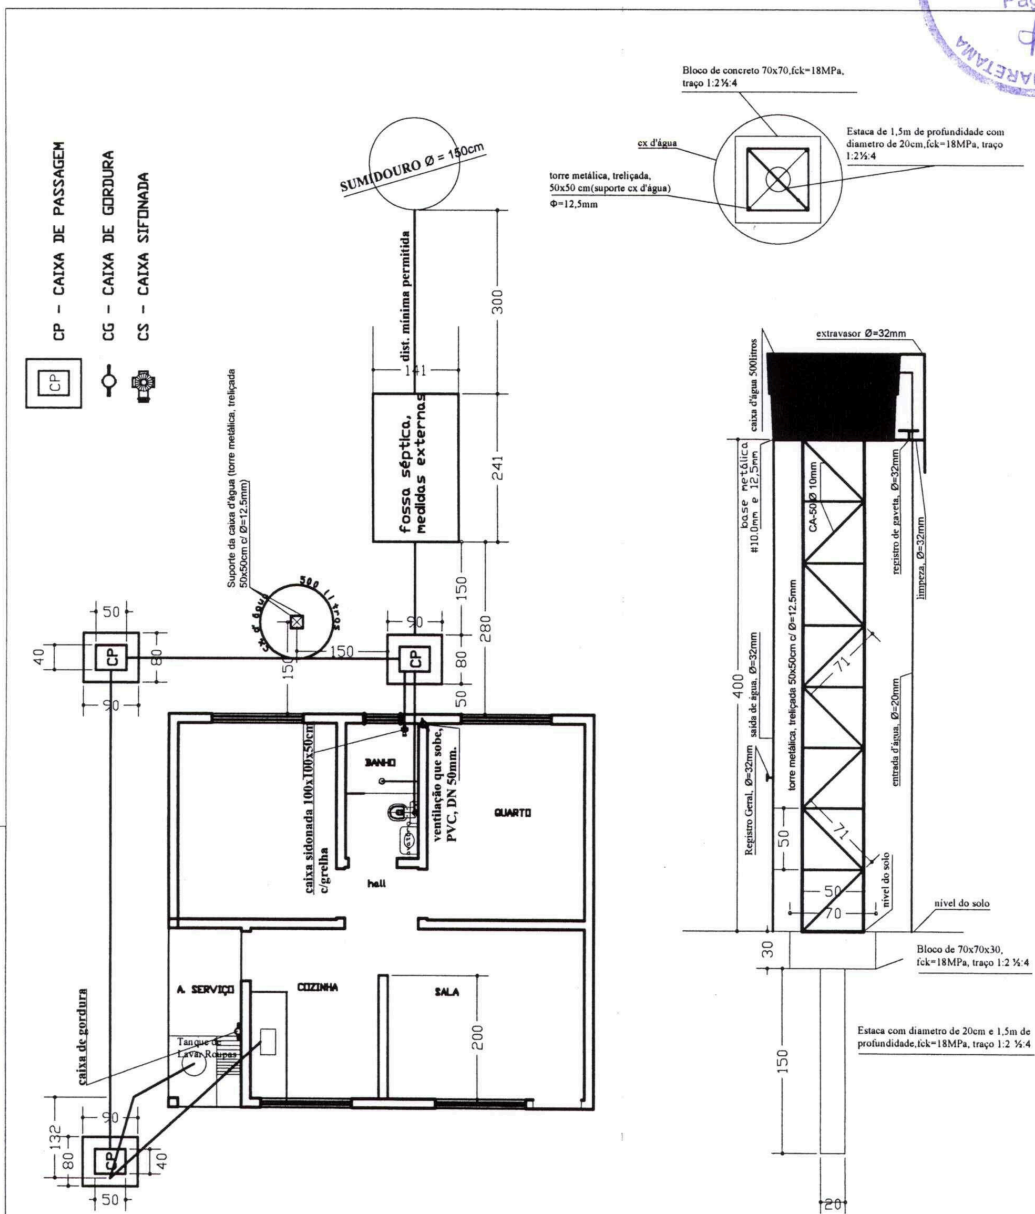 ARETAMA
CP - CAIXA DE PASSAGEM
CG - CAIXA DE GORDURA
CS - CAIXA SIFONADA
CP
Bloco de concreto 70x70,fck=18MPa,
traço 1:2½:4
cx d'água
Estaca de 1,5m de profundidade com
diametro de 20cm,fck=18MPa, traço
1:2½:4
torre metálica, treliçada,
50x50 cm(suporte cx d'água)
Φ=12,5mm
SUMIDOURO Ø = 150cm
dist. mínima permitida
300
141
fossa séptica,
medidas externas
241
Suporte da caixa d'água (torre metálica, treliçada
50x50cm c/ Ø=12.5mm)
cx d' água
500 litros
50
40
CP
80
90
150
150
90
CP
150
280
80
50
caixa sidonada 100x100x50cm
c/grelha
BANHO
ventilação que sobe,
PVC, DN 50mm.
QUARTO
hall
A. SERVIÇO
COZINHA
SALA
200
Tanque de
Lavar Roupas
caixa de gordura
132
90
80
CP
40
50
extravasor Ø=32mm
caixa d'água 500litros
base metálica
#10.0mm e 12,5mm
CA-50 Ø 10mm
registro de gaveta, Ø=32mm
limpeza, Ø=32mm
400
saída de água, Ø=32mm
torre metálica, treliçada 50x50cm c/ Ø=12.5mm
71
entrada d'água, Ø=20mm
Registro Geral, Ø=32mm
50
71
50
70
nível do solo
nível do solo
30
Bloco de 70x70x30,
fck=18MPa, traço 1:2 ½:4
150
Estaca com diametro de 20cm e 1,5m de
profundidade,fck=18MPa, traço 1:2 ½:4
20